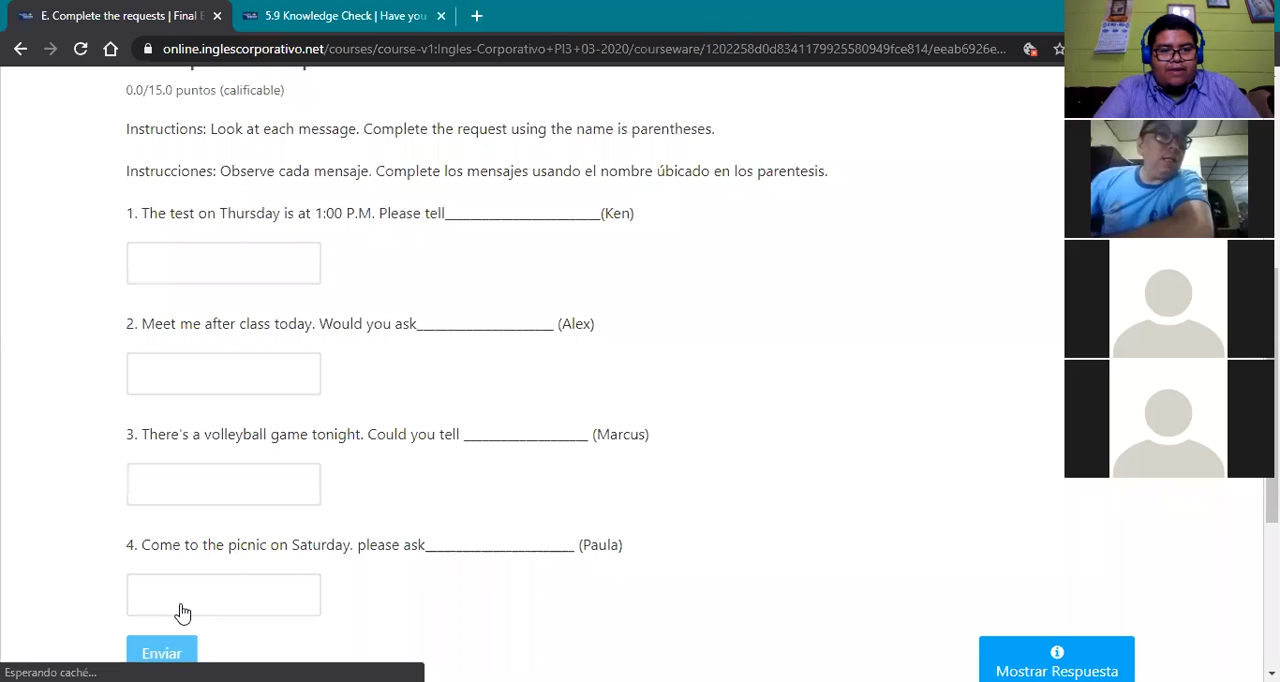 E. Complete the requests | Final E
5.9 Knowledge Check | Have you
online.inglescorporativo.net/courses/course-v1:Ingles-Corporativo+PI3+03-2020/courseware/1202258d0d8341179925580949fce814/eeab6926e...
0.0/15.0 puntos (calificable)
Instructions: Look at each message. Complete the request using the name is parentheses.
Instrucciones: Observe cada mensaje. Complete los mensajes usando el nombre úbicado en los parentesis.
1. The test on Thursday is at 1:00 P.M. Please tell____________________(Ken)
2. Meet me after class today. Would you ask__________________ (Alex)
3. There's a volleyball game tonight. Could you tell ________________ (Marcus)
4. Come to the picnic on Saturday. please ask___________________ (Paula)
Enviar
Mostrar Respuesta
Esperando caché...